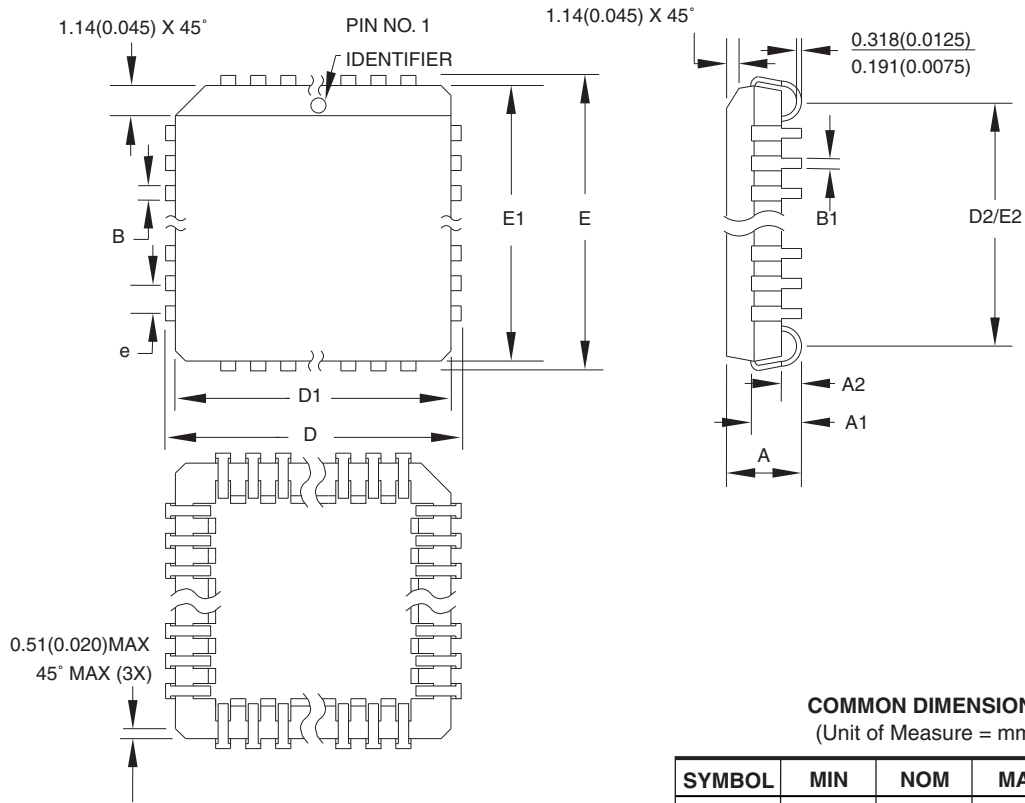 1.14(0.045) X 45˚
PIN NO. 1
IDENTIFIER
1.14(0.045) X 45˚
0.318(0.0125)
0.191(0.0075)
E1
E
B
e
B1
D2/E2
D1
D
A2
A1
A
0.51(0.020)MAX
45˚ MAX (3X)
COMMON DIMENSION
(Unit of Measure = mm
SYMBOL MIN NOM MA